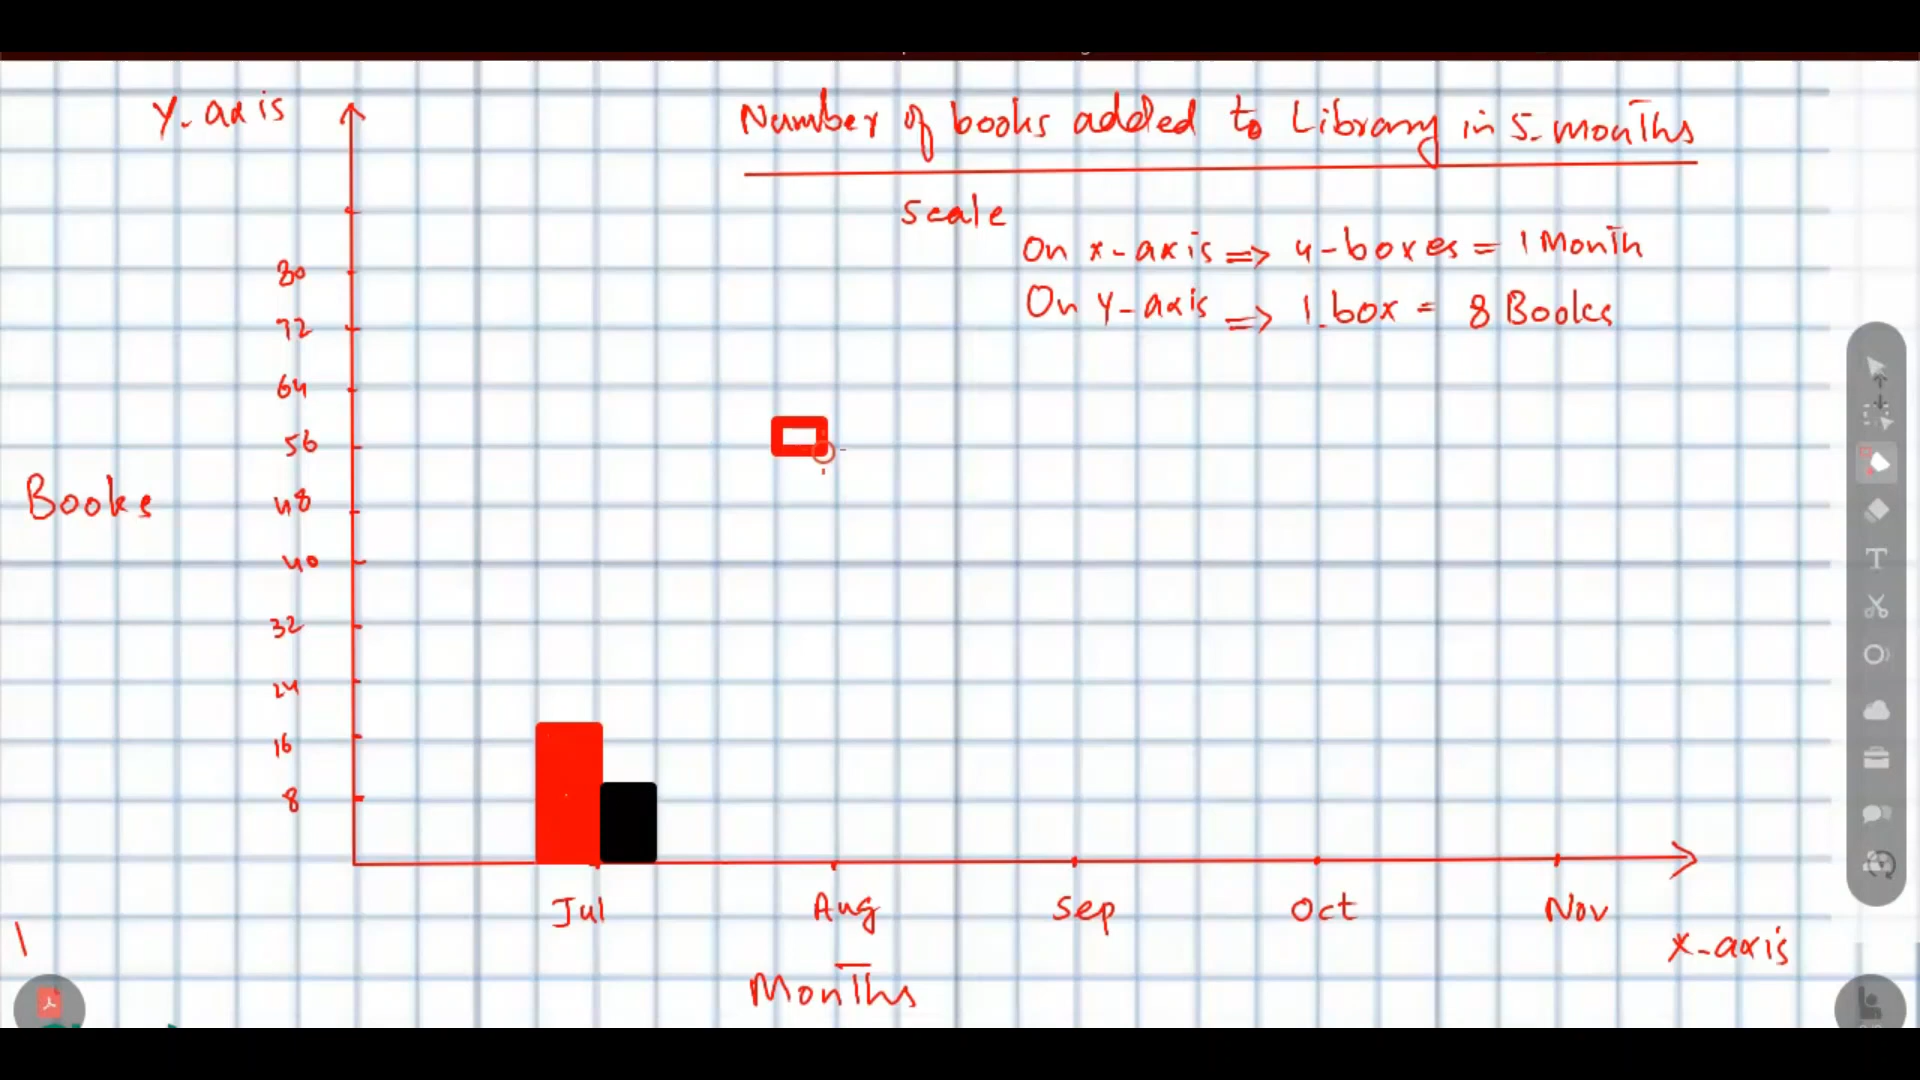 Y-axis
Number of books added to Library in 5-months
Scale
On x-axis => 4-boxes = 1 Month
On Y-axis => 1-box = 8 Books
80
72
64
56
48
40
32
24
16
8
Books
Jul Aug Sep Oct Nov
x-axis
Months
T